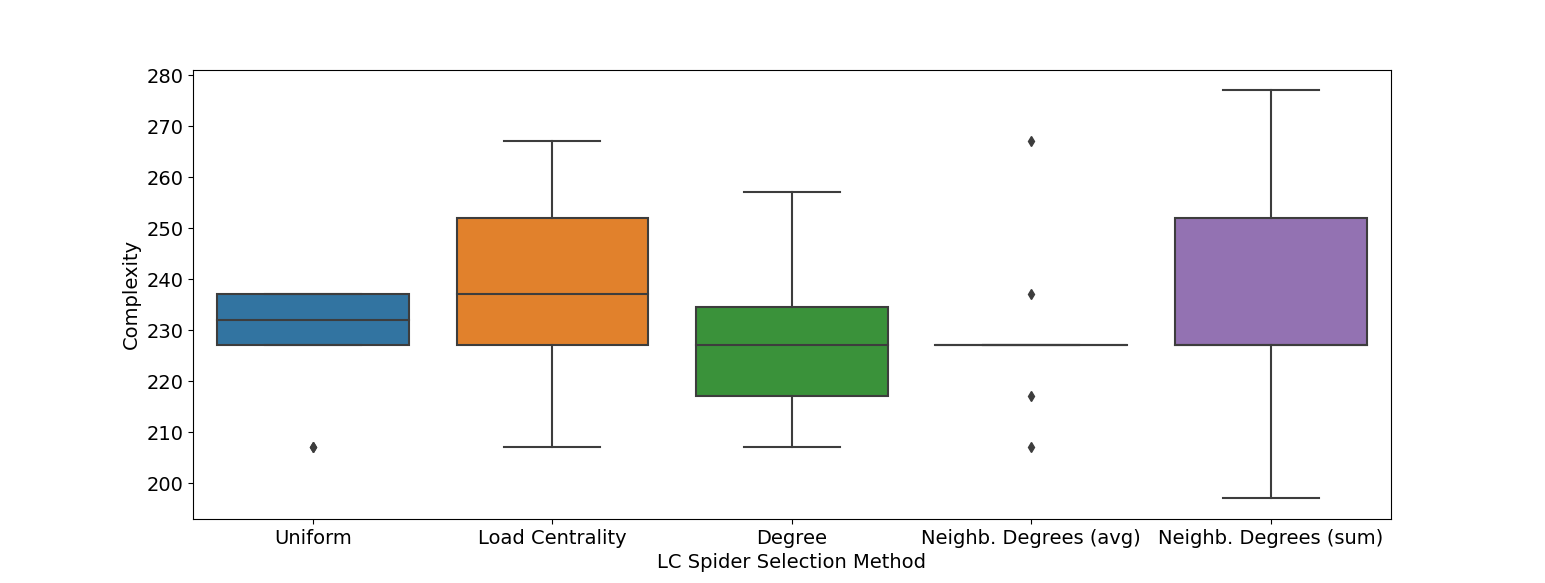 280
270
260
250
240
230
220
210
200
Complexity
Uniform
Load Centrality
Degree
Neighb. Degrees (avg)
Neighb. Degrees (sum)
LC Spider Selection Method